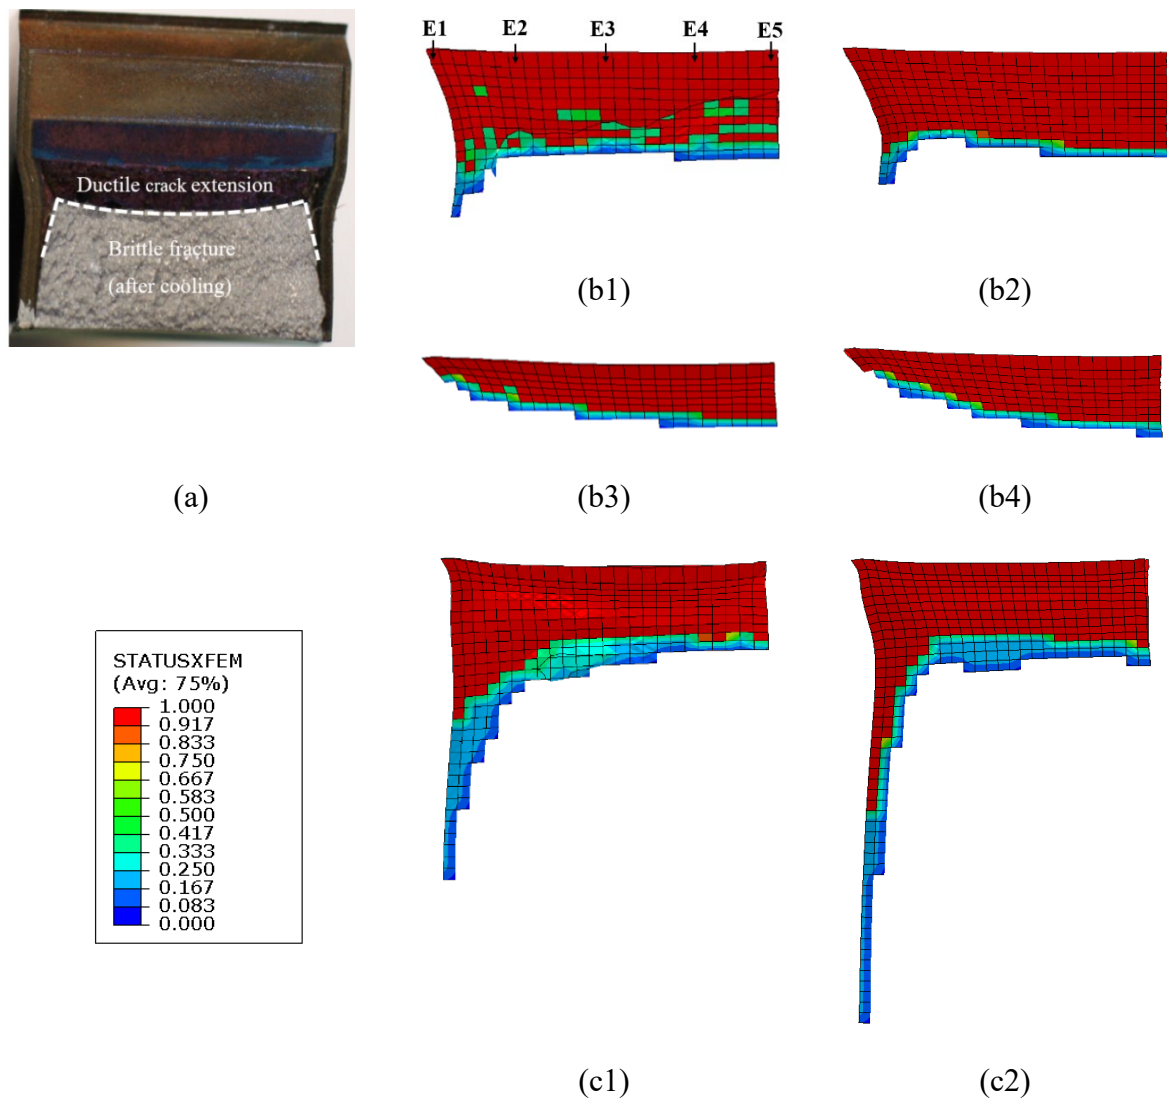 E1 E2 E3 E4 E5
Ductile crack extension
Brittle fracture
(after cooling)
(b1)
(b2)
(a)
(b3)
(b4)
STATUSXFEM
(Avg: 75%)
1.000
0.917
0.833
0.750
0.667
0.583
0.500
0.417
0.333
0.250
0.167
0.083
0.000
(c1)
(c2)